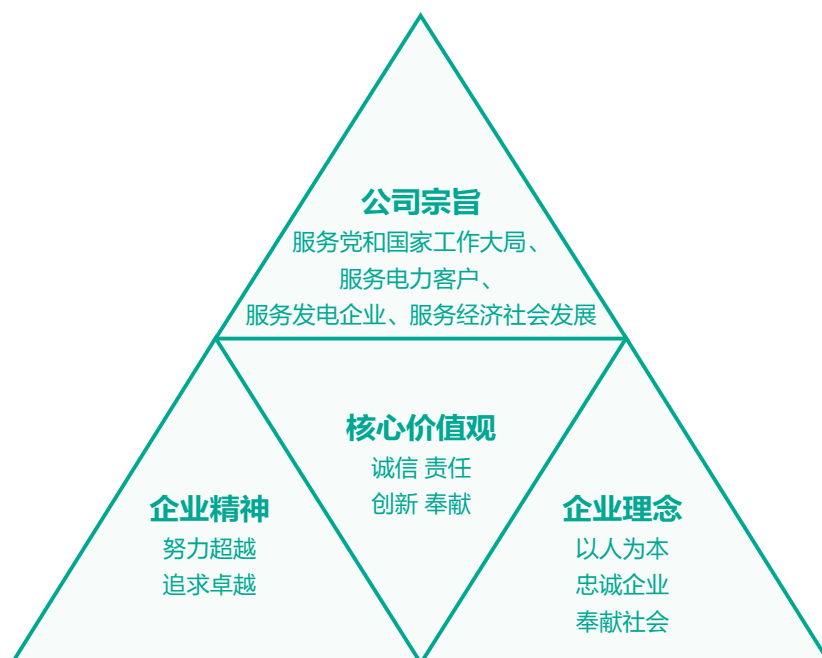 公司宗旨
服务党和国家工作大局、
服务电力客户、
服务发电企业、服务经济社会发展
核心价值观
诚信 责任
创新 奉献
企业精神
努力超越
追求卓越
企业理念
以人为本
忠诚企业
奉献社会